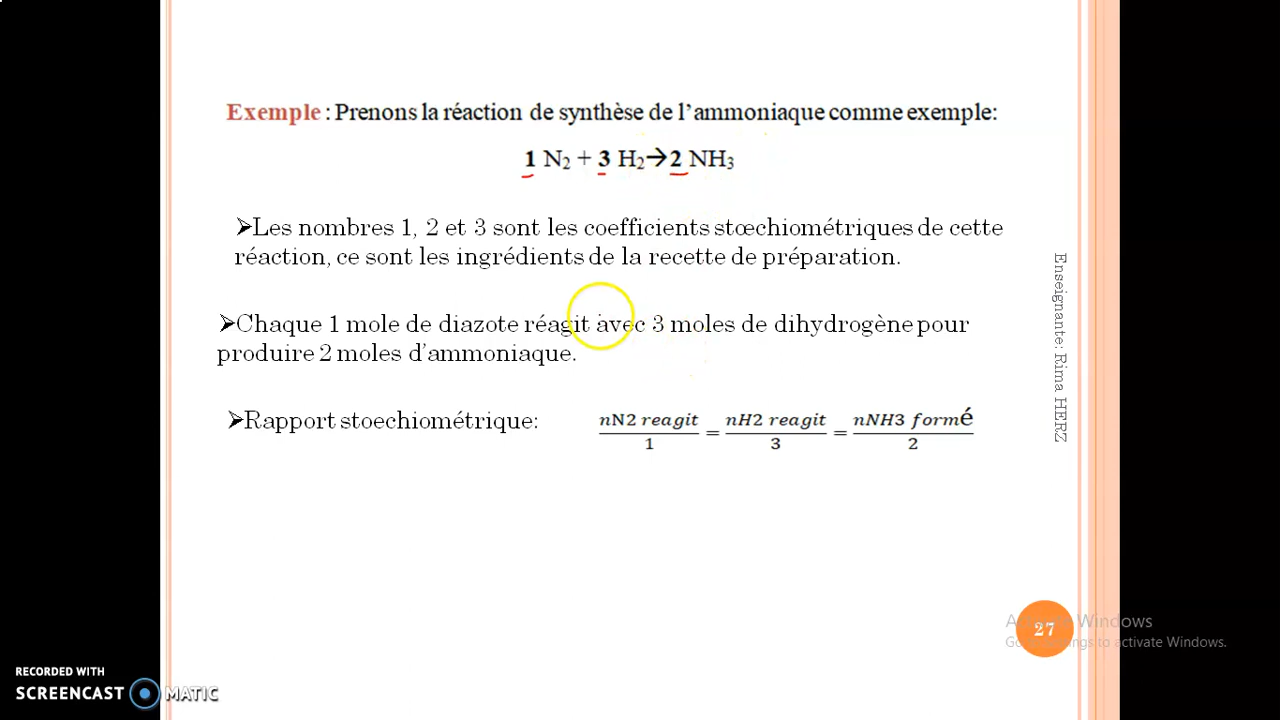 Exemple : Prenons la réaction de synthèse de l’ammoniaque comme exemple:
1 N2 + 3 H2→2 NH3
➢Les nombres 1, 2 et 3 sont les coefficients stœchiométriques de cette
réaction, ce sont les ingrédients de la recette de préparation.
➢Chaque 1 mole de diazote réagit avec 3 moles de dihydrogène pour
produire 2 moles d’ammoniaque.
➢Rapport stoechiométrique: nN2 reagit/1 = nH2 reagit/3 = nNH3 formé/2
Enseignante: Rima HERZ
27
Activate Windows
Go to Settings to activate Windows.
RECORDED WITH
SCREENCAST MATIC